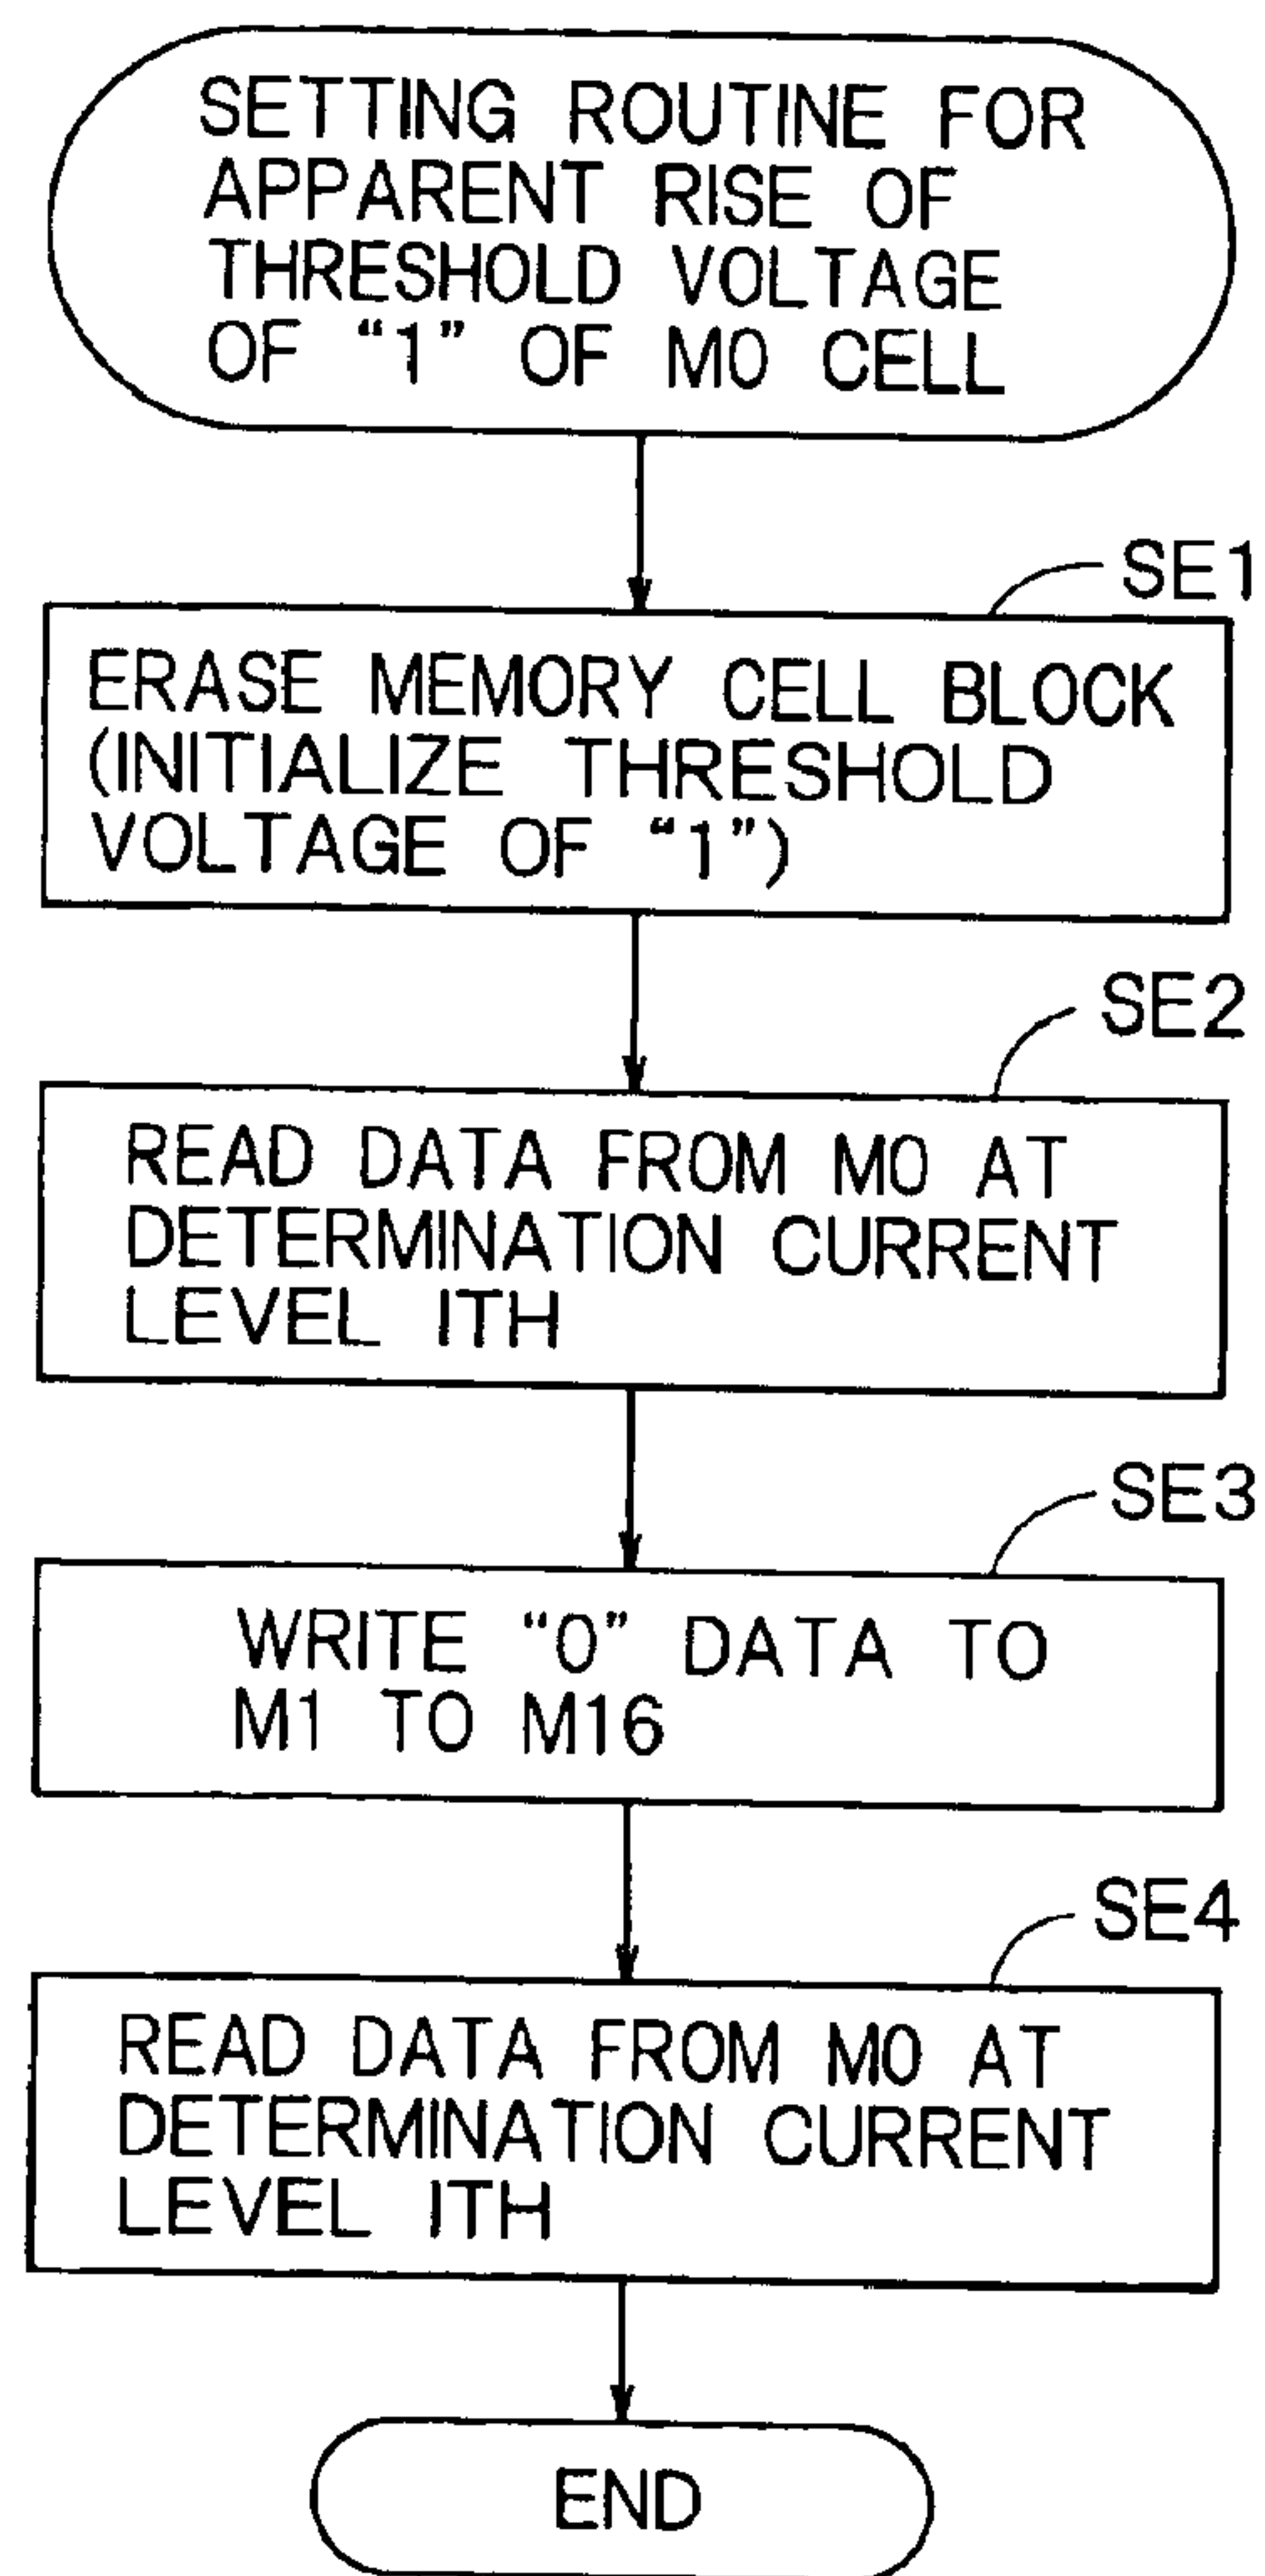 SETTING ROUTINE FOR
APPARENT RISE OF
THRESHOLD VOLTAGE
OF “1” OF M0 CELL
SE1
ERASE MEMORY CELL BLOCK
(INITIALIZE THRESHOLD
VOLTAGE OF “1”)
SE2
READ DATA FROM M0 AT
DETERMINATION CURRENT
LEVEL ITH
SE3
WRITE “0” DATA TO
M1 TO M16
SE4
READ DATA FROM M0 AT
DETERMINATION CURRENT
LEVEL ITH
END